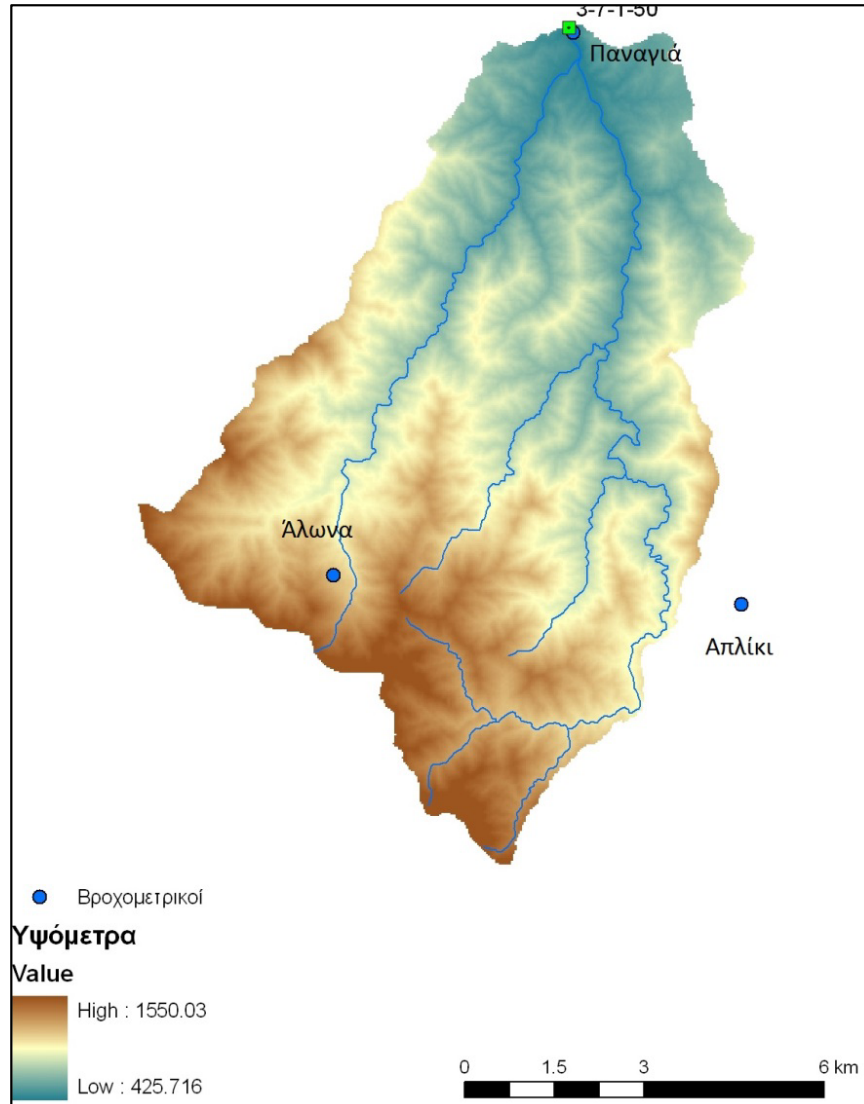 3-7-1-50
Παναγιά
Άλωνα
Απλίκι
Βροχομετρικοί
Υψόμετρα
Value
High : 1550.03
Low : 425.716
0 1.5 3 6 km